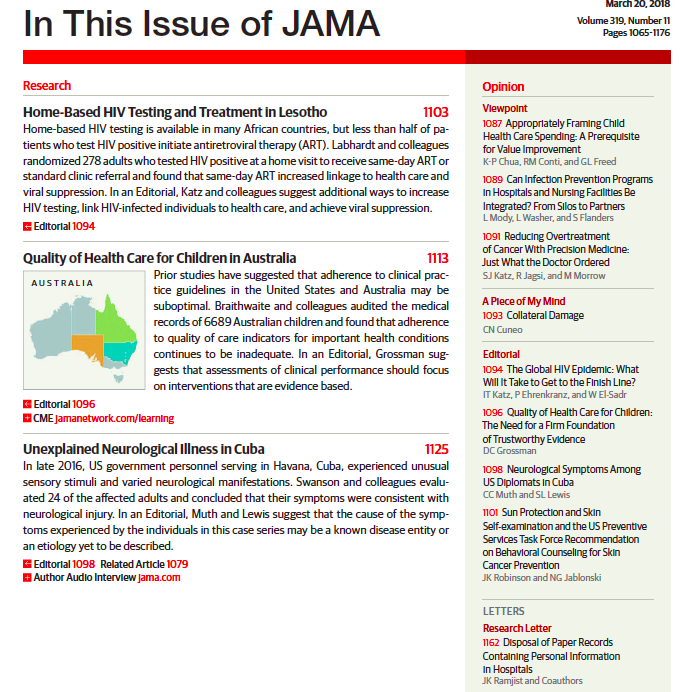 In This Issue of JAMA
March 20, 2018
Volume 319, Number 11
Pages 1065-1176
Research
Home-Based HIV Testing and Treatment in Lesotho 1103
Home-based HIV testing is available in many African countries, but less than half of pa-
tients who test HIV positive initiate antiretroviral therapy (ART). Labhardt and colleagues
randomized 278 adults who tested HIV positive at a home visit to receive same-day ART or
standard clinic referral and found that same-day ART increased linkage to health care and
viral suppression. In an Editorial, Katz and colleagues suggest additional ways to increase
HIV testing, link HIV-infected individuals to health care, and achieve viral suppression.
Editorial 1094
Quality of Health Care for Children in Australia 1113
AUSTRALIA
Prior studies have suggested that adherence to clinical prac-
tice guidelines in the United States and Australia may be
suboptimal. Braithwaite and colleagues audited the medical
records of 6689 Australian children and found that adherence
to quality of care indicators for important health conditions
continues to be inadequate. In an Editorial, Grossman sug-
gests that assessments of clinical performance should focus
on interventions that are evidence based.
Editorial 1096
CME jamanetwork.com/learning
Unexplained Neurological Illness in Cuba 1125
In late 2016, US government personnel serving in Havana, Cuba, experienced unusual
sensory stimuli and varied neurological manifestations. Swanson and colleagues evalu-
ated 24 of the affected adults and concluded that their symptoms were consistent with
neurological injury. In an Editorial, Muth and Lewis suggest that the cause of the symp-
toms experienced by the individuals in this case series may be a known disease entity or
an etiology yet to be described.
Editorial 1098 Related Article 1079
Author Audio Interview jama.com
Opinion
Viewpoint
1087 Appropriately Framing Child
Health Care Spending: A Prerequisite
for Value Improvement
K-P Chua, RM Conti, and GL Freed
1089 Can Infection Prevention Programs
in Hospitals and Nursing Facilities Be
Integrated? From Silos to Partners
L Mody, L Washer, and S Flanders
1091 Reducing Overtreatment
of Cancer With Precision Medicine:
Just What the Doctor Ordered
SJ Katz, R Jagsi, and M Morrow
A Piece of My Mind
1093 Collateral Damage
CN Cuneo
Editorial
1094 The Global HIV Epidemic: What
Will It Take to Get to the Finish Line?
IT Katz, P Ehrenkranz, and W El-Sadr
1096 Quality of Health Care for Children:
The Need for a Firm Foundation
of Trustworthy Evidence
DC Grossman
1098 Neurological Symptoms Among
US Diplomats in Cuba
CC Muth and SL Lewis
1101 Sun Protection and Skin
Self-examination and the US Preventive
Services Task Force Recommendation
on Behavioral Counseling for Skin
Cancer Prevention
JK Robinson and NG Jablonski
LETTERS
Research Letter
1162 Disposal of Paper Records
Containing Personal Information
in Hospitals
JK Ramjist and Coauthors